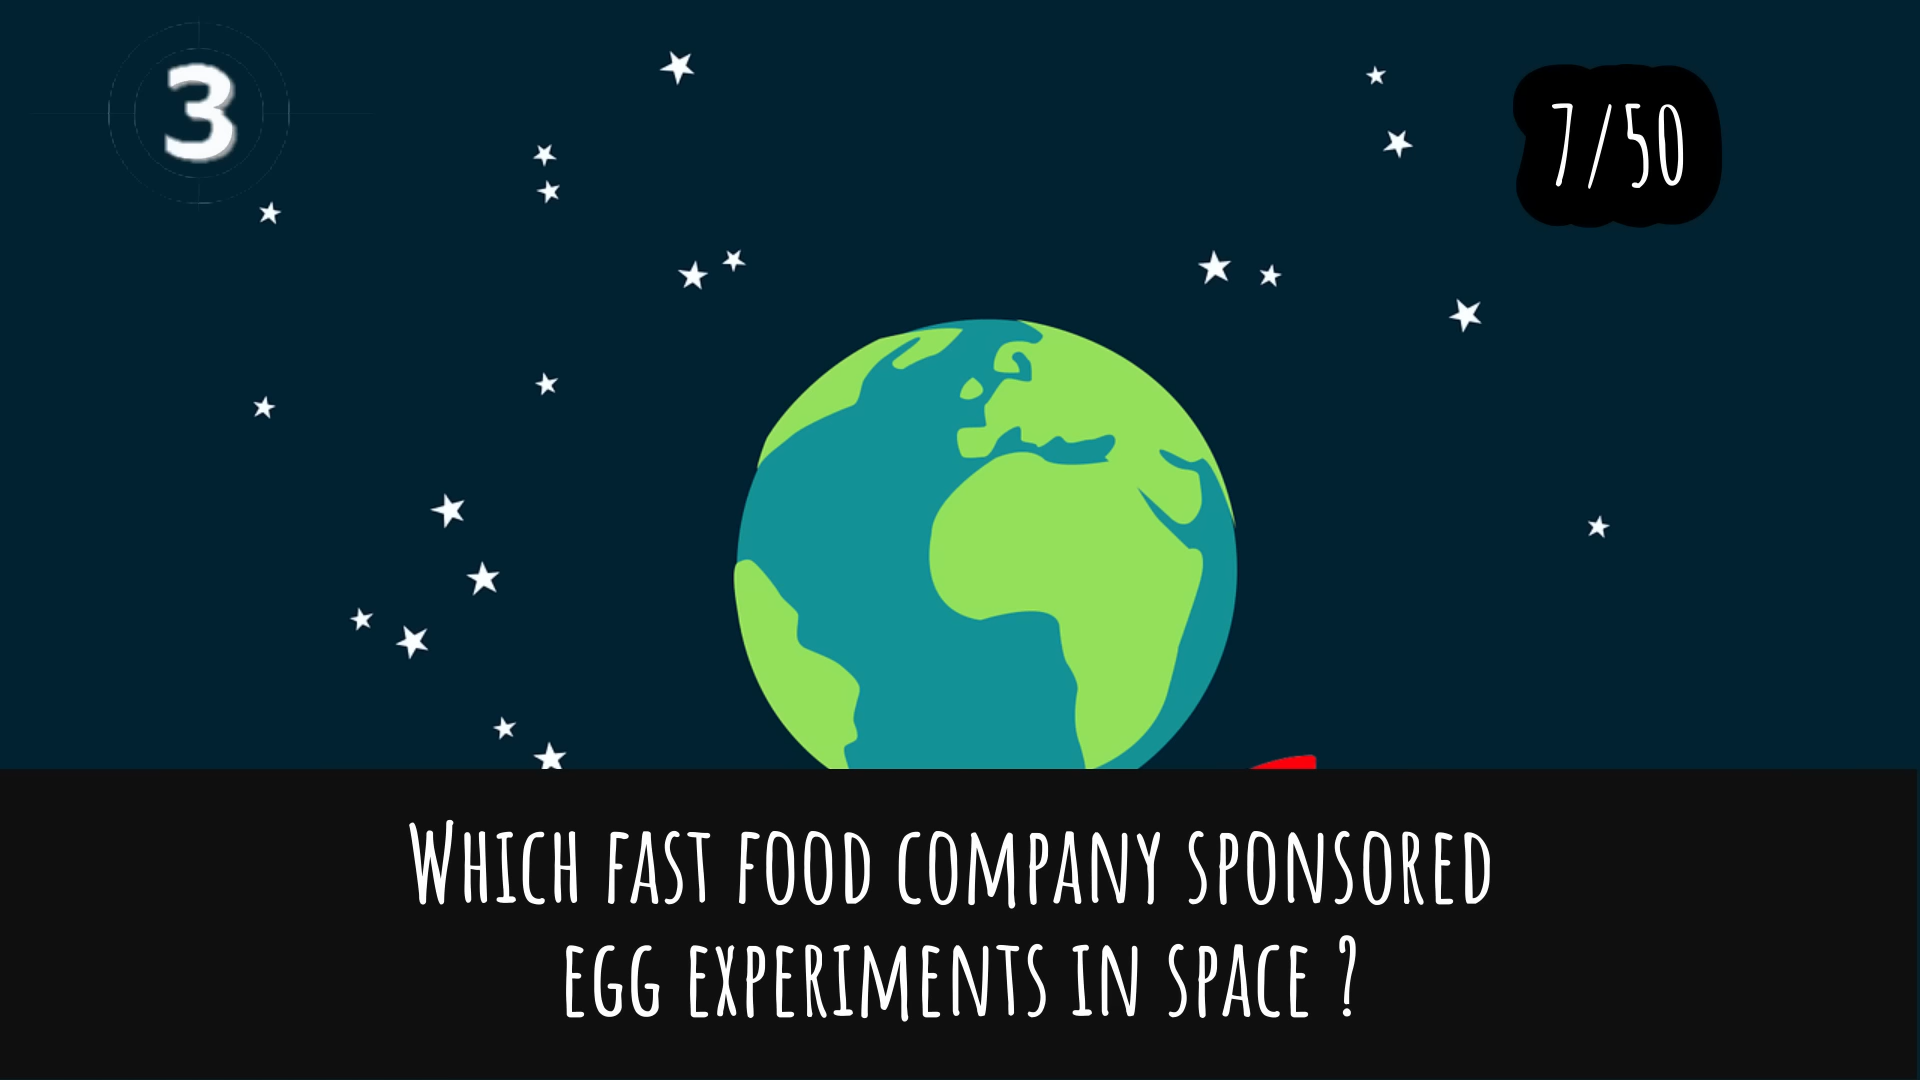 3
7/50
Which fast food company sponsored
egg experiments in space ?